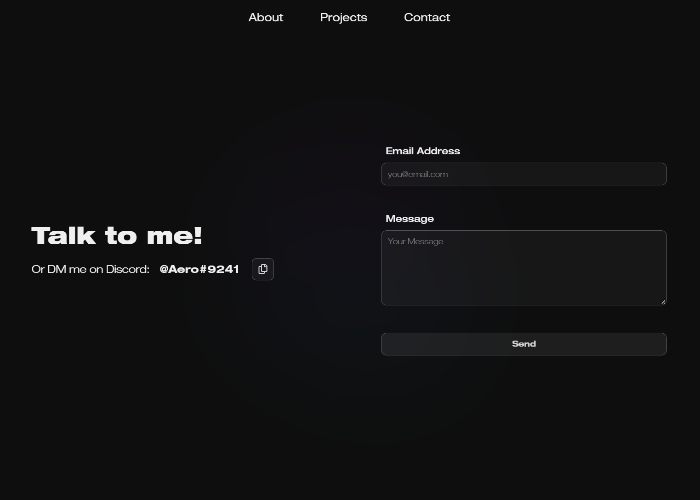 About Projects Contact
Email Address
you@email.com
Message
Your Message
Send
Talk to me!
Or DM me on Discord: @Aero#9241